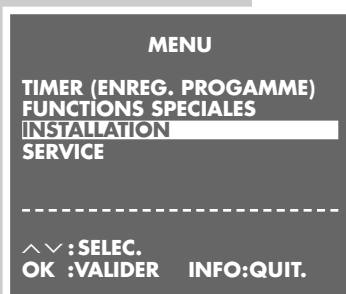 MENU
TIMER (ENREG. PROGAMME)
FUNCTIONS SPECIALES
INSTALLATION
SERVICE
-----------------------------
︿﹀: SELEC.
OK :VALIDER INFO:QUIT.